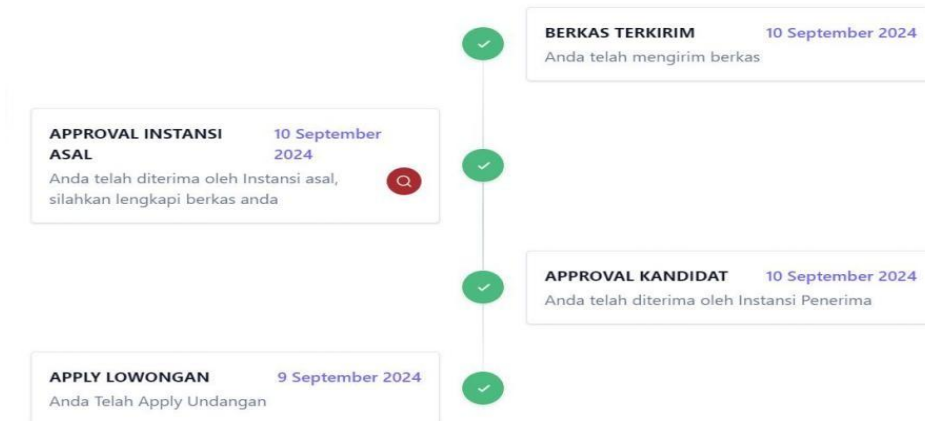 BERKAS TERKIRIM 10 September 2024
Anda telah mengirim berkas
APPROVAL INSTANSI 10 September
ASAL 2024
Anda telah diterima oleh Instansi asal,
silahkan lengkapi berkas anda
APPROVAL KANDIDAT 10 September 2024
Anda telah diterima oleh Instansi Penerima
APPLY LOWONGAN 9 September 2024
Anda Telah Apply Undangan